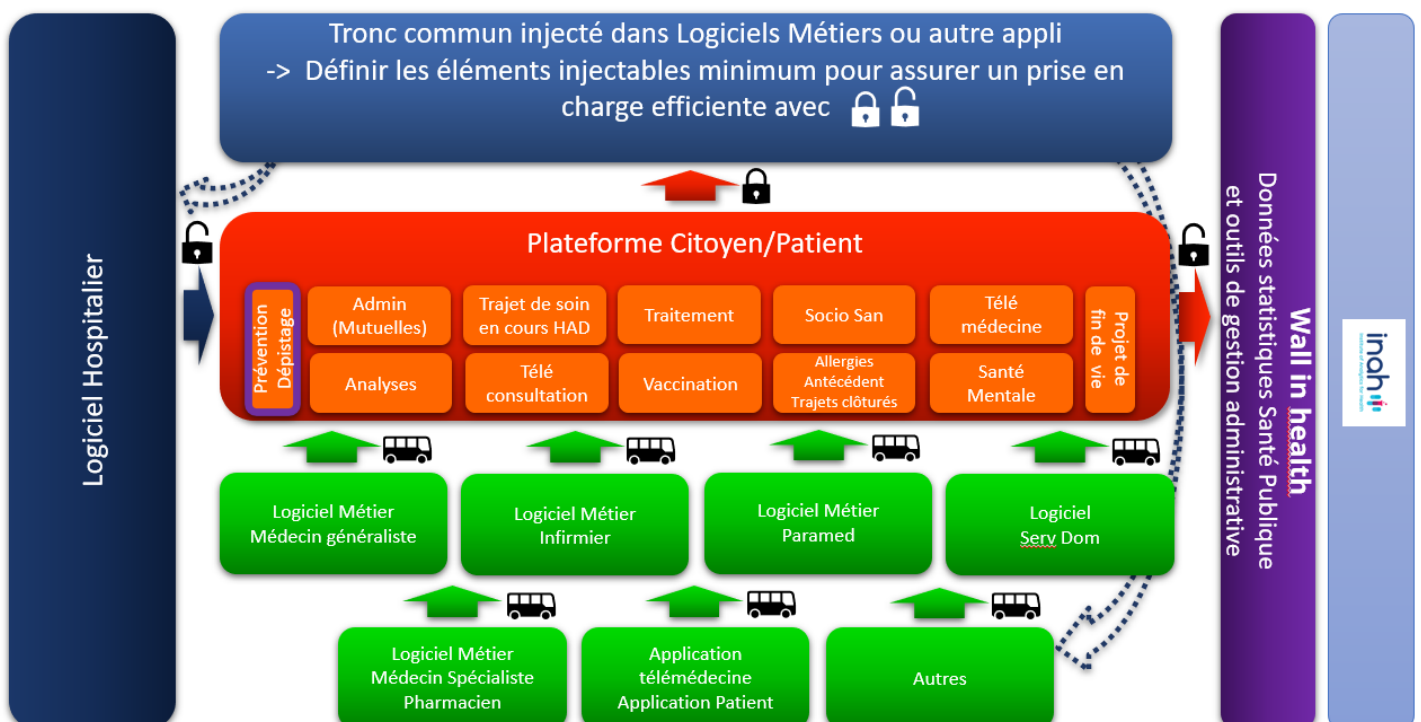 Logiciel Hospitalier
Tronc commun injecté dans Logiciels Métiers ou autre appli
-> Définir les éléments injectables minimum pour assurer un prise en
charge efficiente avec
Plateforme Citoyen/Patient
Prévention
Dépistage
Admin
(Mutuelles)
Trajet de soin
en cours HAD
Traitement
Socio San
Télé
médecine
Projet de
fin de vie
Analyses
Télé
consultation
Vaccination
Allergies
Antécédent
Trajets clôturés
Santé
Mentale
Logiciel Métier
Médecin généraliste
Logiciel Métier
Infirmier
Logiciel Métier
Paramed
Logiciel
Serv Dom
Logiciel Métier
Médecin Spécialiste
Pharmacien
Application
télémédecine
Application Patient
Autres
Wall in health
Données statistiques Santé Publique
et outils de gestion administrative
inah